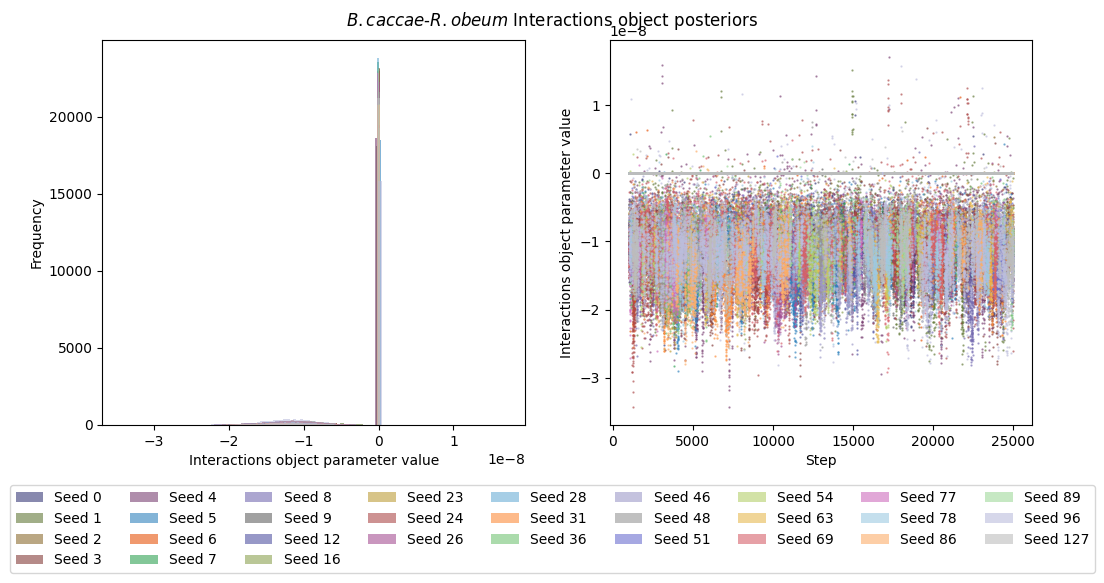 B.caccae-R.obeum Interactions object posteriors
1e−8
20000
15000
10000
5000
0
Frequency
−3 −2 −1 0 1
1e−8
Interactions object parameter value
1
0
−1
−2
−3
Interactions object parameter value
0 5000 10000 15000 20000 25000
Step
Seed 0 Seed 4 Seed 8 Seed 23 Seed 28 Seed 46 Seed 54 Seed 77 Seed 89
Seed 1 Seed 5 Seed 9 Seed 24 Seed 31 Seed 48 Seed 63 Seed 78 Seed 96
Seed 2 Seed 6 Seed 12 Seed 26 Seed 36 Seed 51 Seed 69 Seed 86 Seed 127
Seed 3 Seed 7 Seed 16